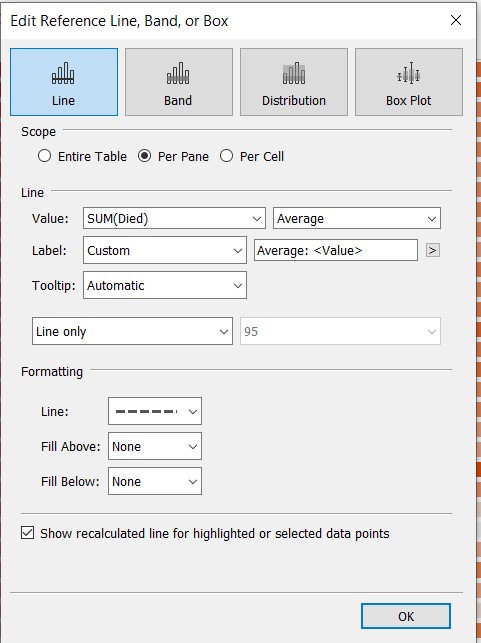 Edit Reference Line, Band, or Box
Line Band Distribution Box Plot
Scope
Entire Table Per Pane Per Cell
Line
Value: SUM(Died) Average
Label: Custom Average: <Value> >
Tooltip: Automatic
Line only 95
Formatting
Line:
Fill Above: None
Fill Below: None
Show recalculated line for highlighted or selected data points
OK